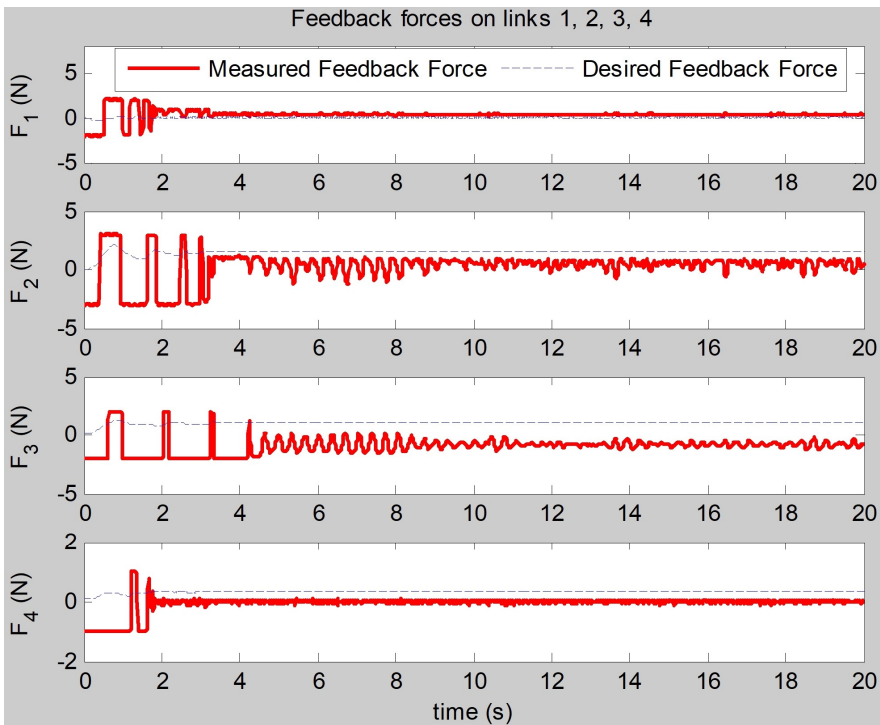 Feedback forces on links 1, 2, 3, 4
Measured Feedback Force
Desired Feedback Force
F1 (N)
5
0
-5
0 2 4 6 8 10 12 14 16 18 20
F2 (N)
5
0
-5
0 2 4 6 8 10 12 14 16 18 20
F3 (N)
5
0
-5
0 2 4 6 8 10 12 14 16 18 20
F4 (N)
2
0
-2
0 2 4 6 8 10 12 14 16 18 20
time (s)